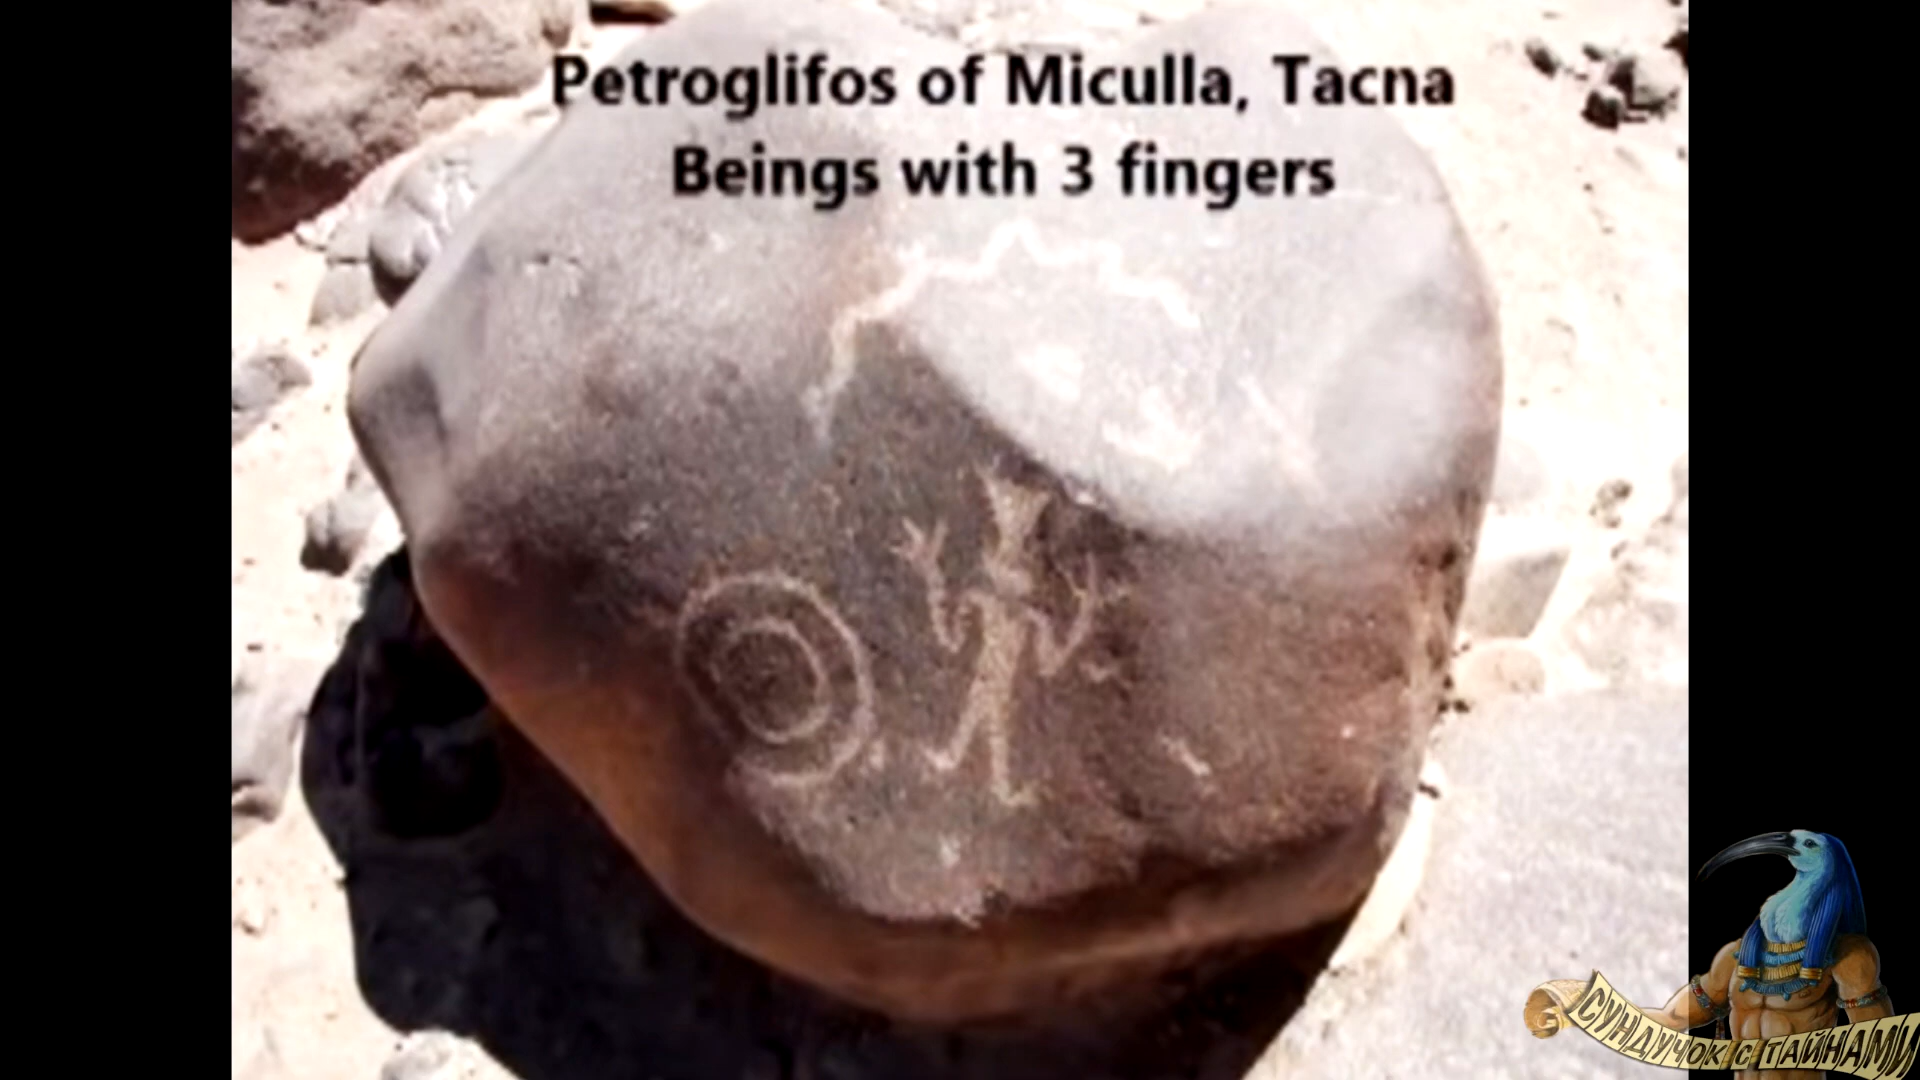 Petroglifos of Miculla, Tacna
Beings with 3 fingers
СУНДУЧОК С ТАЙНАМИ